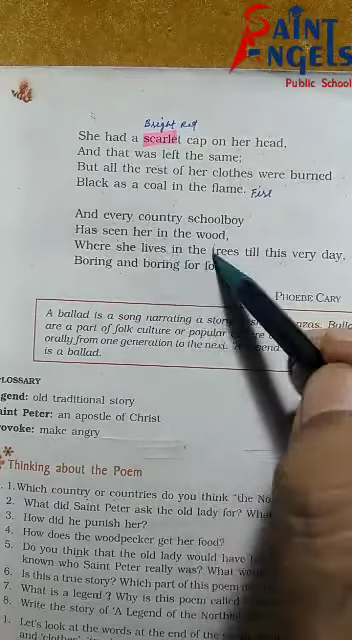 SAINT
ANGELS
Public School
Bright Red
She had a scarlet cap on her head,
And that was left the same;
But all the rest of her clothes were burned
Black as a coal in the flame. Fire
And every country schoolboy
Has seen her in the wood,
Where she lives in the trees till this very day,
Boring and boring for
PHOEBE CARY
A ballad is a song narrating a story
are a part of folk culture or popular
orally from one generation to the next.
is a ballad.
GLOSSARY
gend: old traditional story
aint Peter: an apostle of Christ
rovoke: make angry
Thinking about the Poem
1. Which country or countries do you think "the
2. What did Saint Peter ask the old lady for?
3. How did he punish her?
4. How does the woodpecker get her food?
5. Do you think that the old lady would have
known who Saint Peter really was? What
6. Is this a true story? Which part of this poem
7. What is a legend? Why is this poem called
8. Write the story of 'A Legend of the
1. Let's look at the words at the end of the
and 'clothes',